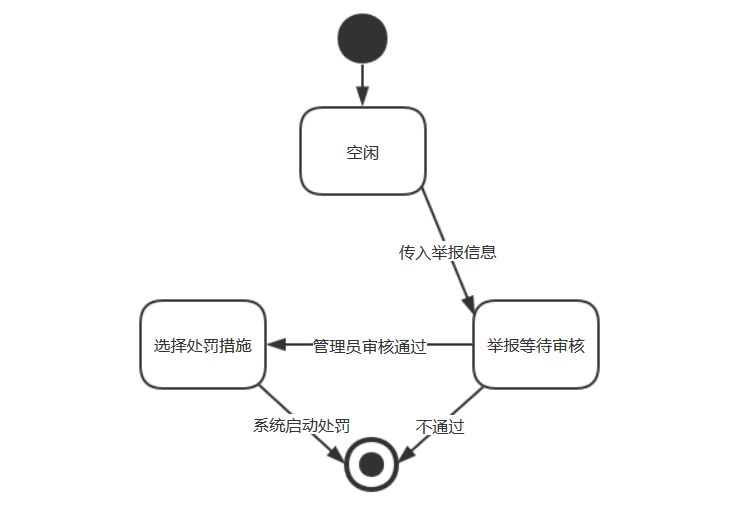 空闲
传入举报信息
选择处罚措施
管理员审核通过
举报等待审核
系统启动处罚
不通过